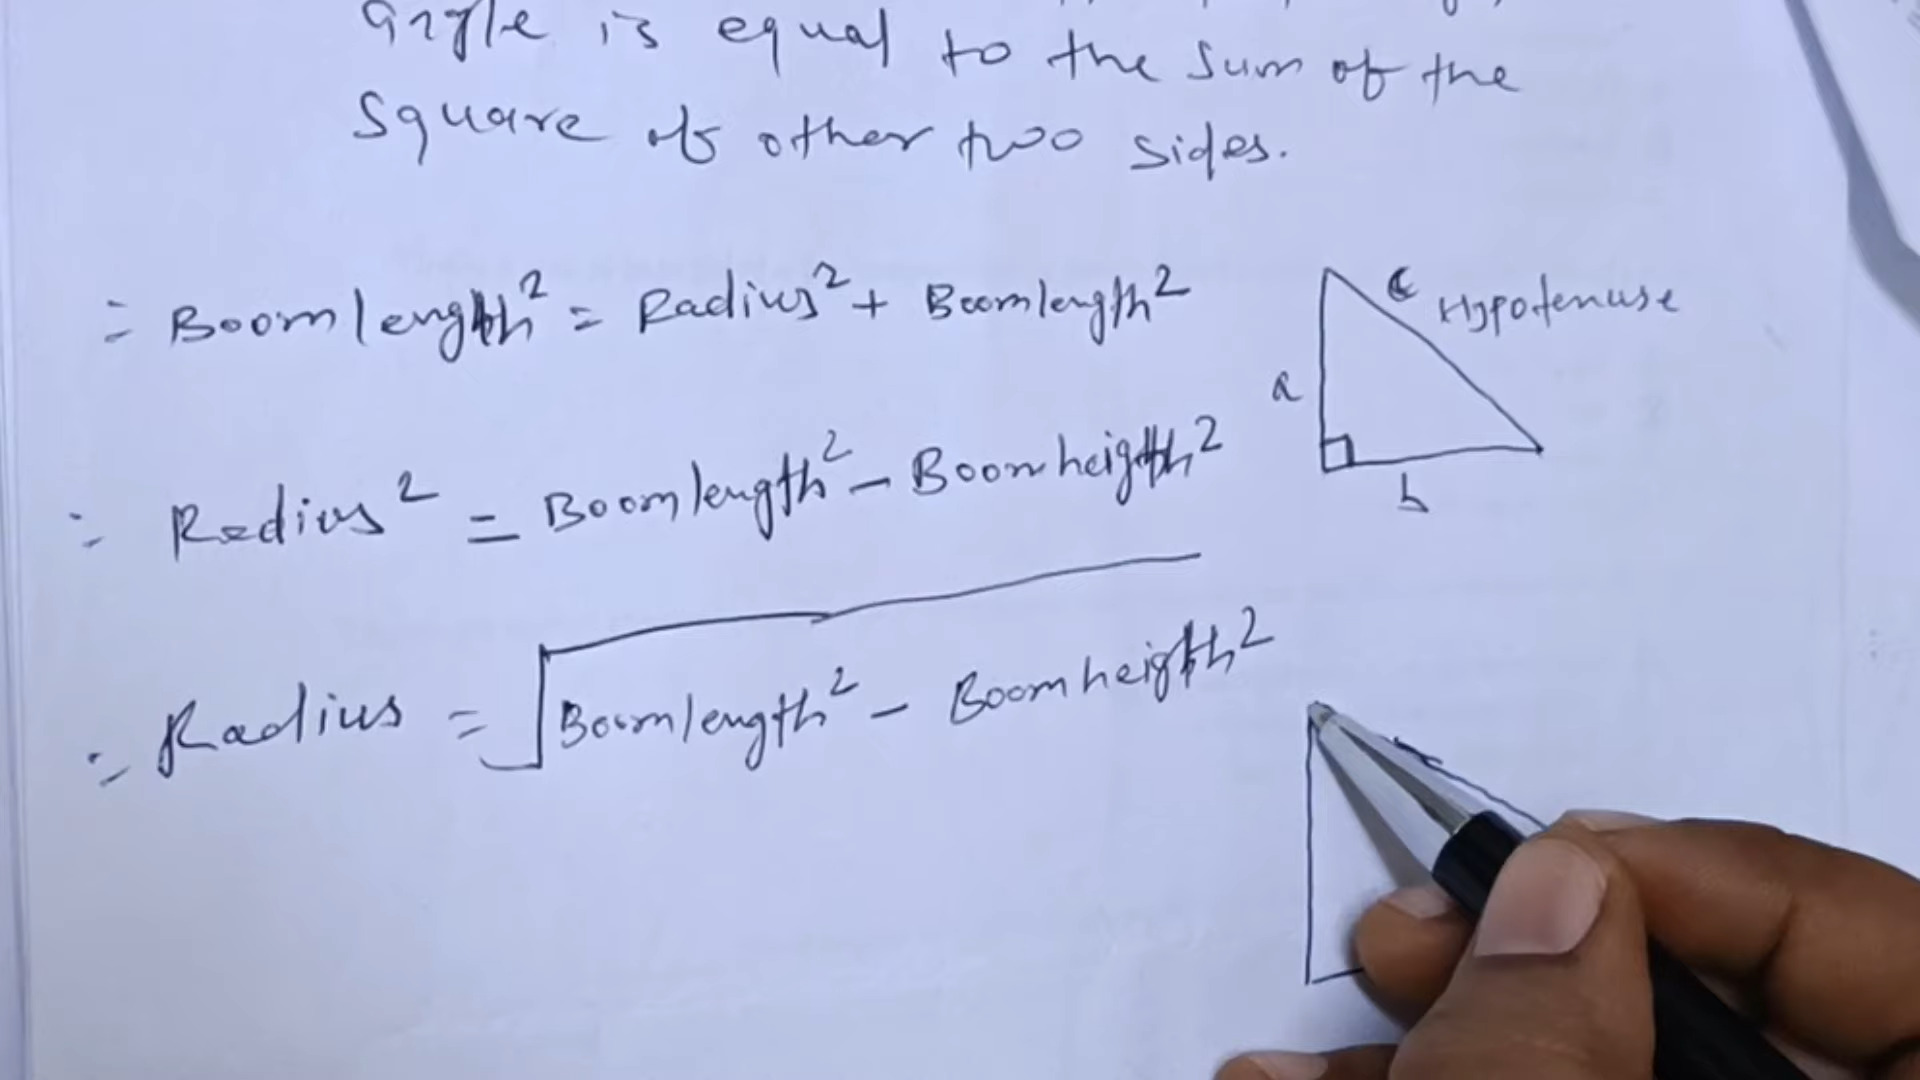 angle is equal to the sum of the
square of other two sides.
= Boomlength² = Radius² + Boomlength²
c Hypotenuse
a
b
= Radius² = Boomlength² - Boomheigth²
= Radius = √Boomlength² - Boomheigth²